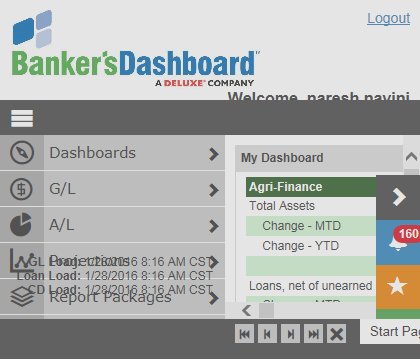 Logout
Banker'sDashboard™
A DELUXE® COMPANY
Welcome, naresh navini
Dashboards
G/L
A/L
Projections
GL Load: 1/28/2016 8:16 AM CST
Loan Load: 1/28/2016 8:16 AM CST
Report Packages
CD Load: 1/28/2016 8:16 AM CST
My Dashboard
Agri-Finance
Total Assets
Change - MTD
Change - YTD
Loans, net of unearned
Change - MTD
160
Start Pa